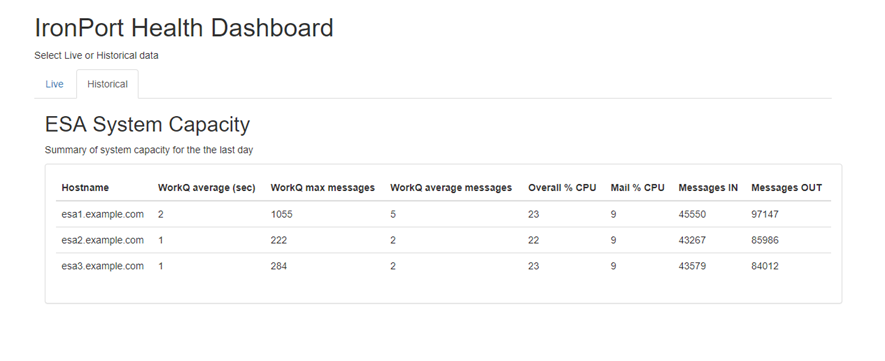 IronPort Health Dashboard
Select Live or Historical data
Live Historical
ESA System Capacity
Summary of system capacity for the the last day
Hostname WorkQ average (sec) WorkQ max messages WorkQ average messages Overall % CPU Mail % CPU Messages IN Messages OUT
esa1.example.com 2 1055 5 23 9 45550 97147
esa2.example.com 1 222 2 22 9 43267 85986
esa3.example.com 1 284 2 23 9 43579 84012